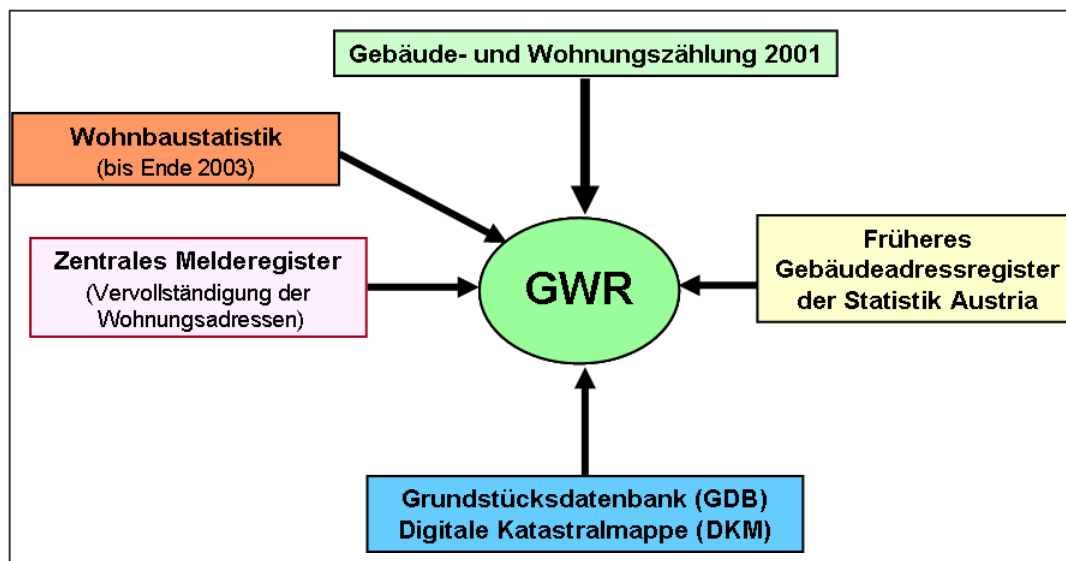 Gebäude- und Wohnungszählung 2001
Wohnbaustatistik
(bis Ende 2003)
Zentrales Melderegister
(Vervollständigung der
Wohnungsadressen)
GWR
Früheres
Gebäudeadressregister
der Statistik Austria
Grundstücksdatenbank (GDB)
Digitale Katastralmappe (DKM)